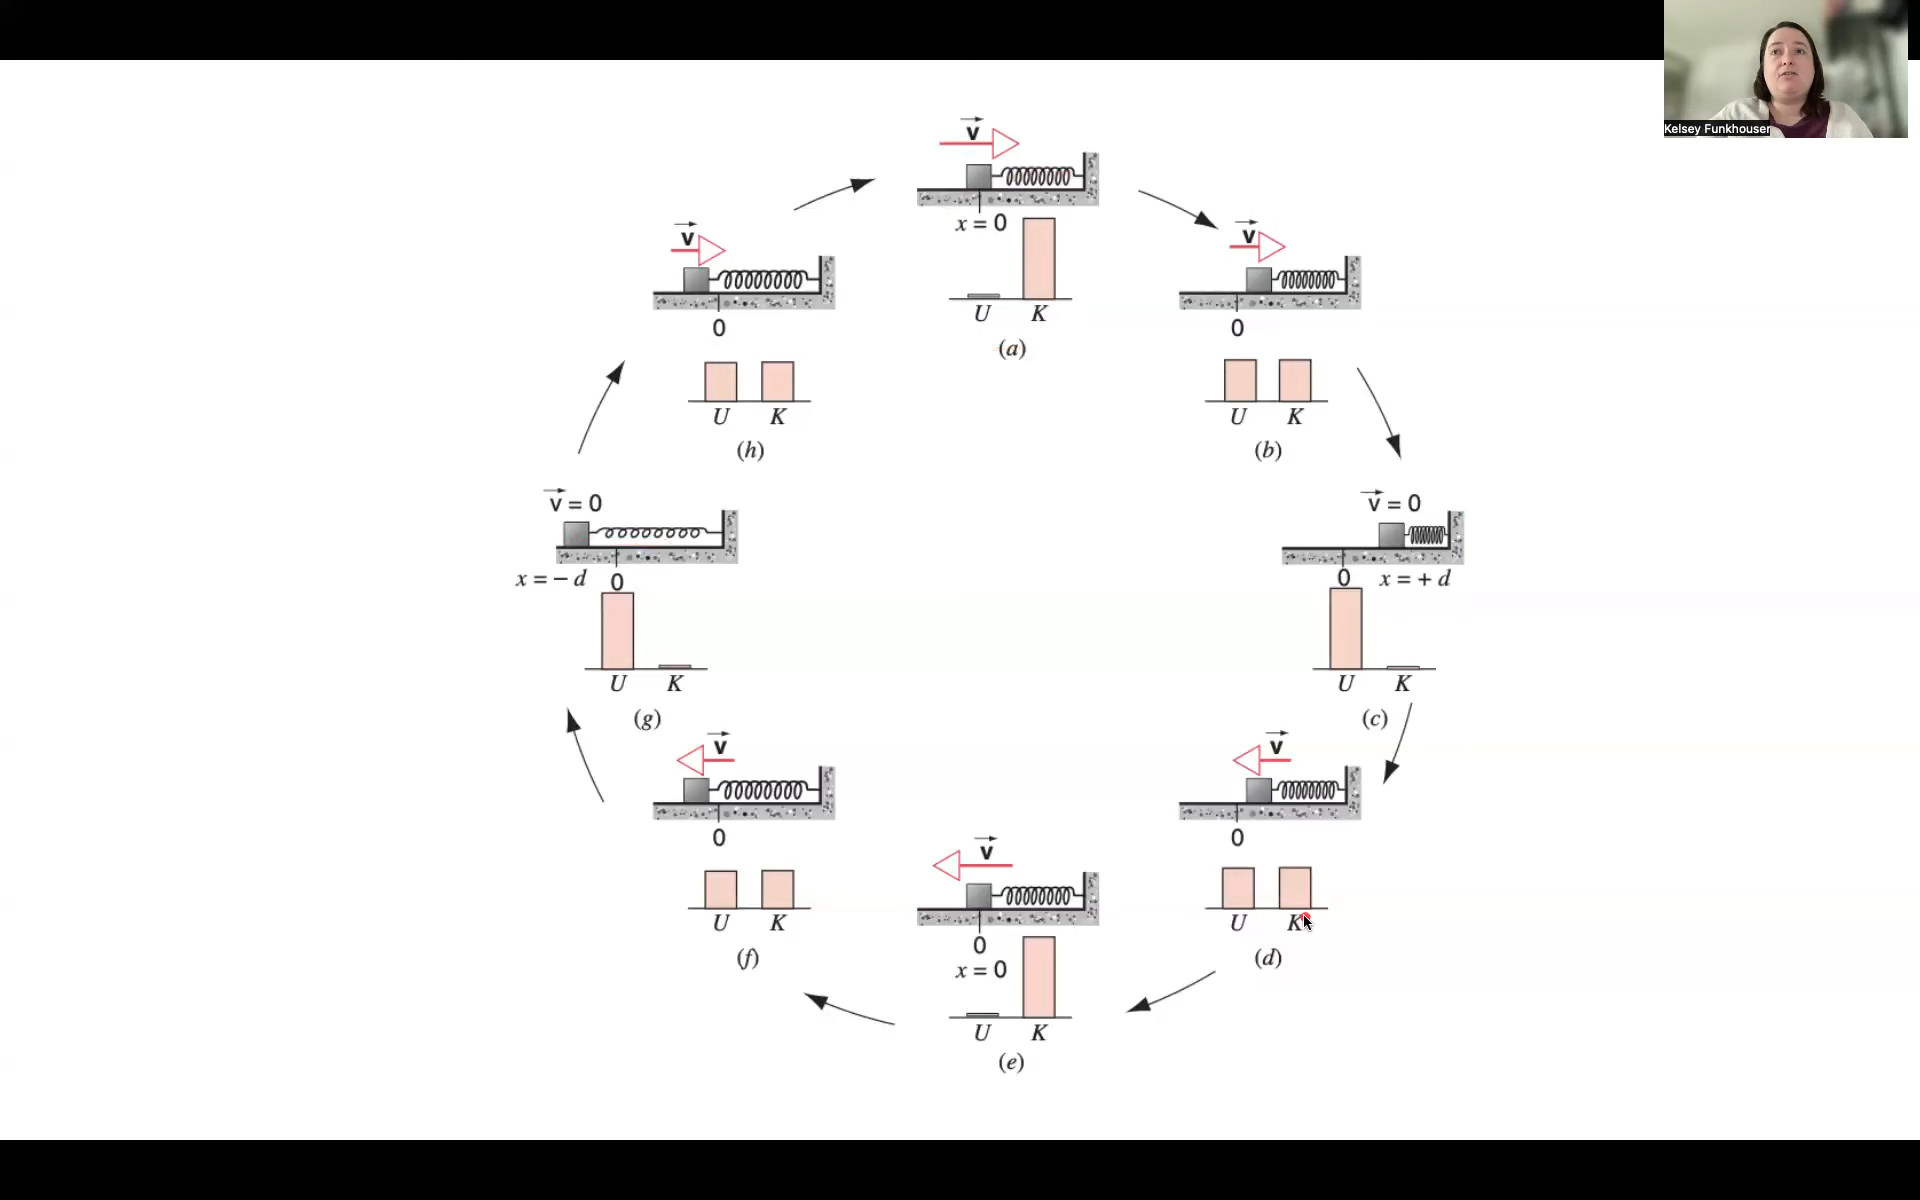 Kelsey Funkhouser
v
x = 0
U K
(a)
v
0
U K
(b)
v = 0
0 x = + d
U K
(c)
v
0
U K
(d)
v
0
x = 0
U K
(e)
v
0
U K
(f)
v = 0
x = − d 0
U K
(g)
v
0
U K
(h)